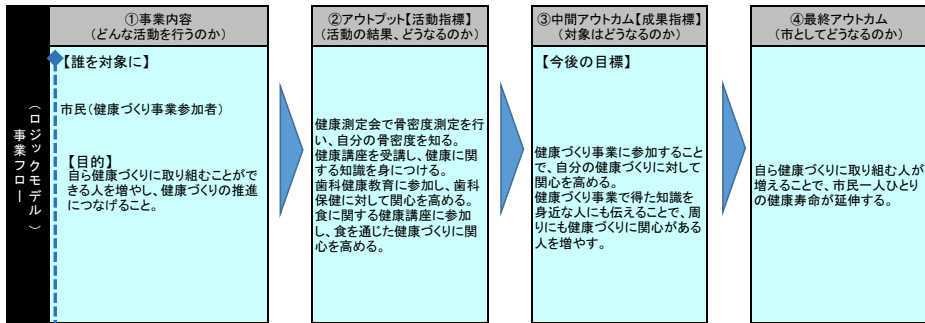 事業フロー
（ロジックモデル）
①事業内容
（どんな活動を行うのか）
【誰を対象に】
市民（健康づくり事業参加者）
【目的】
自ら健康づくりに取り組むことがで
きる人を増やし、健康づくりの推進
につなげること。
②アウトプット【活動指標】
（活動の結果、どうなるのか）
健康測定会で骨密度測定を行
い、自分の骨密度を知る。
健康講座を受講し、健康に関
する知識を身につける。
歯科健康教育に参加し、歯科
保健に対して関心を高める。
食に関する健康講座に参加
し、食を通じた健康づくりに関
心を高める。
③中間アウトカム【成果指標】
（対象はどうなるのか）
【今後の目標】
健康づくり事業に参加すること
で、自分の健康づくりに対して
関心を高める。
健康づくり事業で得た知識を
身近な人にも伝えることで、周
りにも健康づくりに関心がある
人を増やす。
④最終アウトカム
（市としてどうなるのか）
自ら健康づくりに取り組む人が
増えることで、市民一人ひとり
の健康寿命が延伸する。